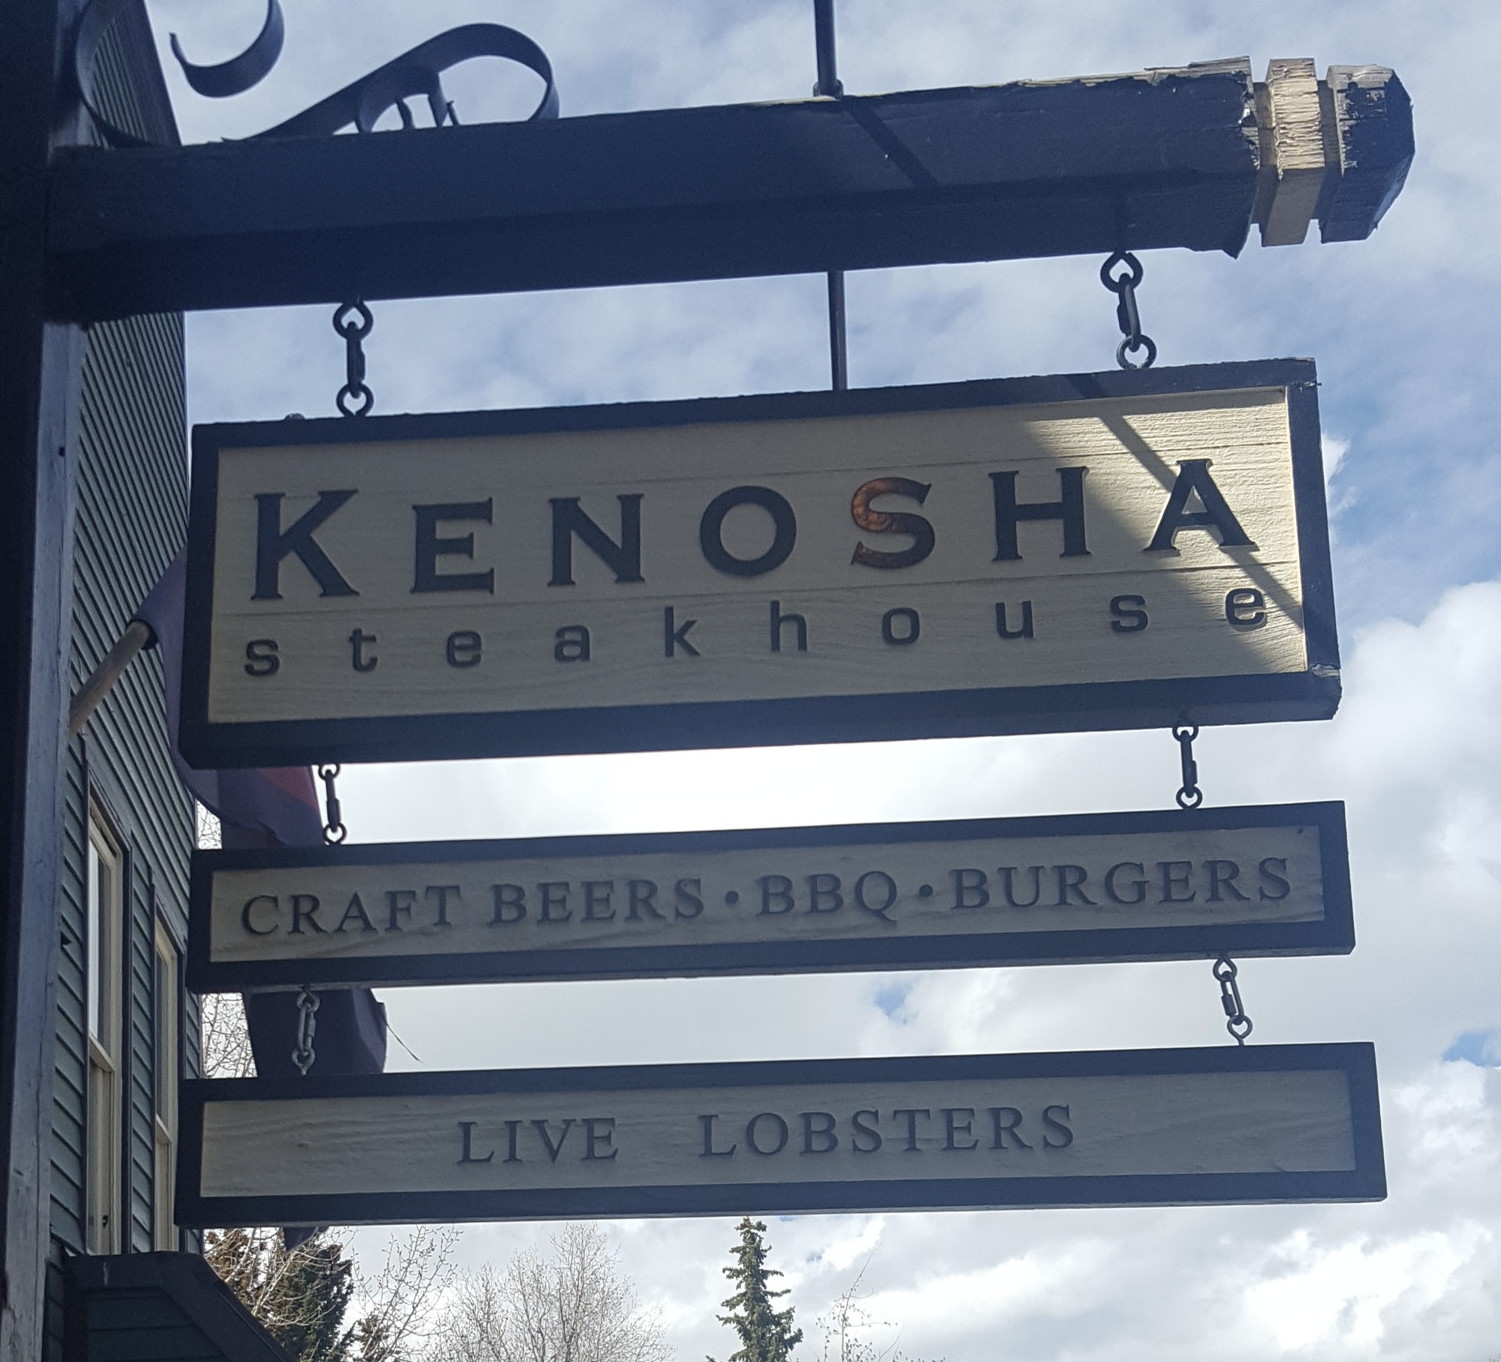 KENOSHA
steakhouse
CRAFT BEERS • BBQ • BURGERS
LIVE LOBSTERS